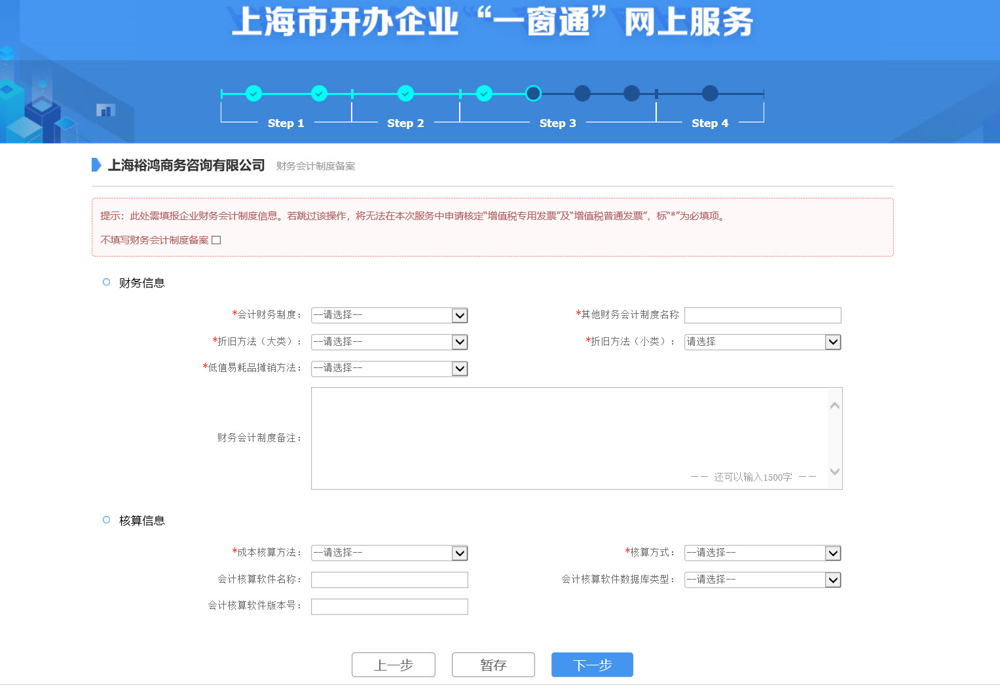 上海市开办企业“一窗通”网上服务
Step 1 Step 2 Step 3 Step 4
上海裕鸿商务咨询有限公司 财务会计制度备案
提示：此处需填报企业财务会计制度信息。若跳过该操作，将无法在本次服务中申请核定“增值税专用发票”及“增值税普通发票”，标“*”为必填项。
不填写财务会计制度备案
财务信息
*会计财务制度： --请选择-- *其他财务会计制度名称
*折旧方法（大类）： --请选择-- *折旧方法（小类）： 请选择
*低值易耗品摊销方法： --请选择--
财务会计制度备注：
—— 还可以输入1500字 ——
核算信息
*成本核算方法： --请选择-- *核算方式： --请选择--
会计核算软件名称： 会计核算软件数据库类型： --请选择--
会计核算软件版本号：
上一步 暂存 下一步